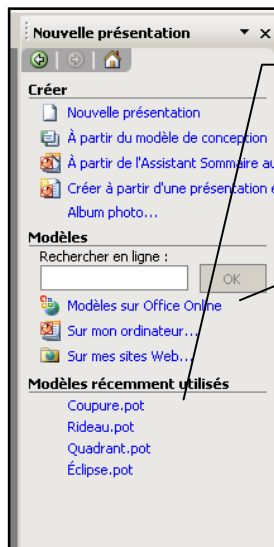 Nouvelle présentation
Créer
Nouvelle présentation
À partir du modèle de conception
À partir de l'Assistant Sommaire au
Créer à partir d'une présentation e
Album photo...
Modèles
Rechercher en ligne :
OK
Modèles sur Office Online
Sur mon ordinateur...
Sur mes sites Web...
Modèles récemment utilisés
Coupure.pot
Rideau.pot
Quadrant.pot
Éclipse.pot